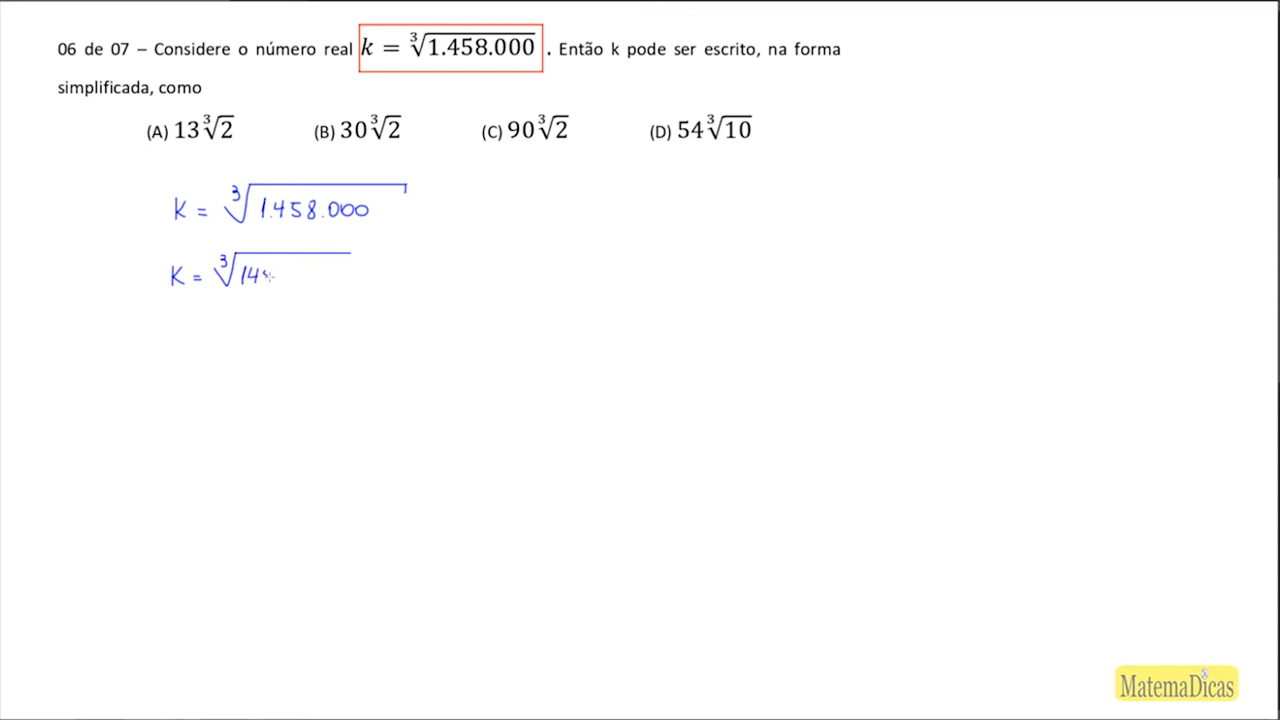 06 de 07 – Considere o número real k = ∛1.458.000 . Então k pode ser escrito, na forma
simplificada, como
(A) 13∛2 (B) 30∛2 (C) 90∛2 (D) 54∛10
K = ∛1.458.000
K = ∛14
MatemaDicas